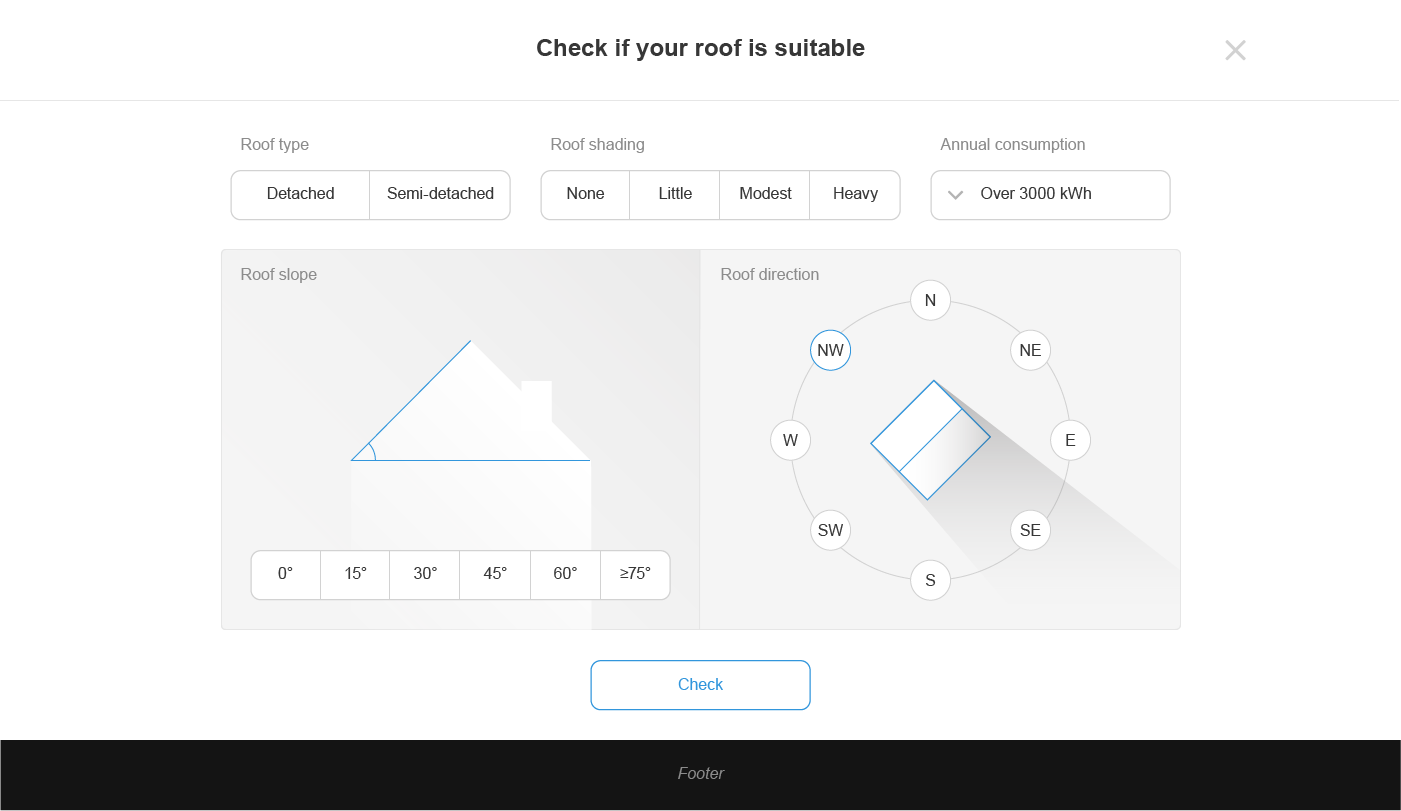 Check if your roof is suitable
Roof type
Roof shading
Annual consumption
Detached
Semi-detached
None
Little
Modest
Heavy
Over 3000 kWh
Roof slope
0°
15°
30°
45°
60°
≥75°
Roof direction
N
NW
NE
W
E
SW
SE
S
Check
Footer